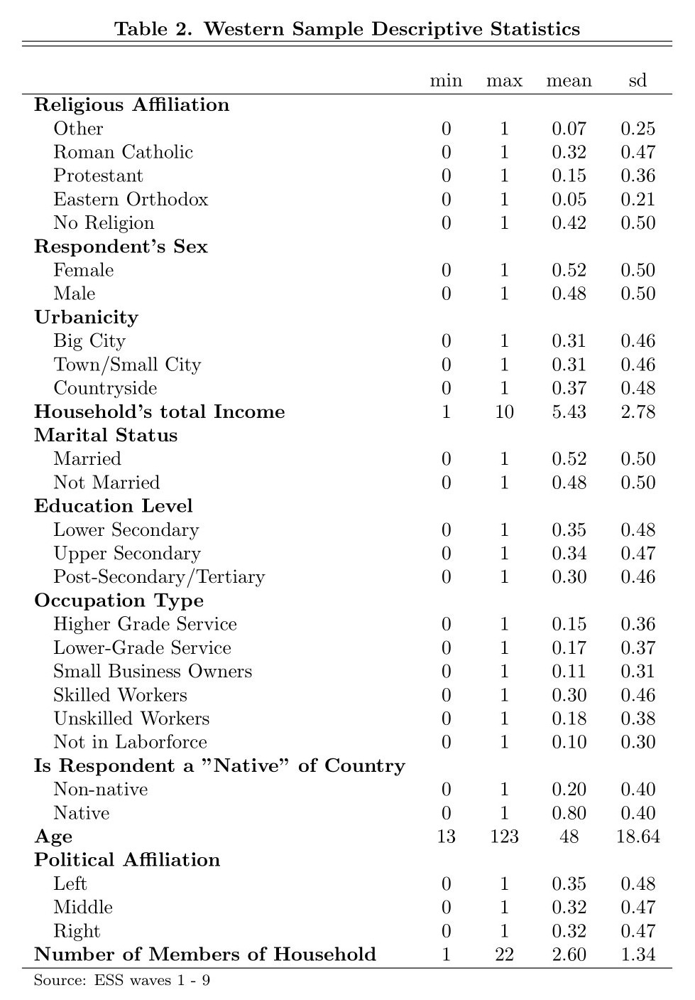 Table 2. Western Sample Descriptive Statistics
min max mean sd
Religious Affiliation
Other 0 1 0.07 0.25
Roman Catholic 0 1 0.32 0.47
Protestant 0 1 0.15 0.36
Eastern Orthodox 0 1 0.05 0.21
No Religion 0 1 0.42 0.50
Respondent's Sex
Female 0 1 0.52 0.50
Male 0 1 0.48 0.50
Urbanicity
Big City 0 1 0.31 0.46
Town/Small City 0 1 0.31 0.46
Countryside 0 1 0.37 0.48
Household's total Income 1 10 5.43 2.78
Marital Status
Married 0 1 0.52 0.50
Not Married 0 1 0.48 0.50
Education Level
Lower Secondary 0 1 0.35 0.48
Upper Secondary 0 1 0.34 0.47
Post-Secondary/Tertiary 0 1 0.30 0.46
Occupation Type
Higher Grade Service 0 1 0.15 0.36
Lower-Grade Service 0 1 0.17 0.37
Small Business Owners 0 1 0.11 0.31
Skilled Workers 0 1 0.30 0.46
Unskilled Workers 0 1 0.18 0.38
Not in Laborforce 0 1 0.10 0.30
Is Respondent a ”Native” of Country
Non-native 0 1 0.20 0.40
Native 0 1 0.80 0.40
Age 13 123 48 18.64
Political Affiliation
Left 0 1 0.35 0.48
Middle 0 1 0.32 0.47
Right 0 1 0.32 0.47
Number of Members of Household 1 22 2.60 1.34
Source: ESS waves 1 - 9